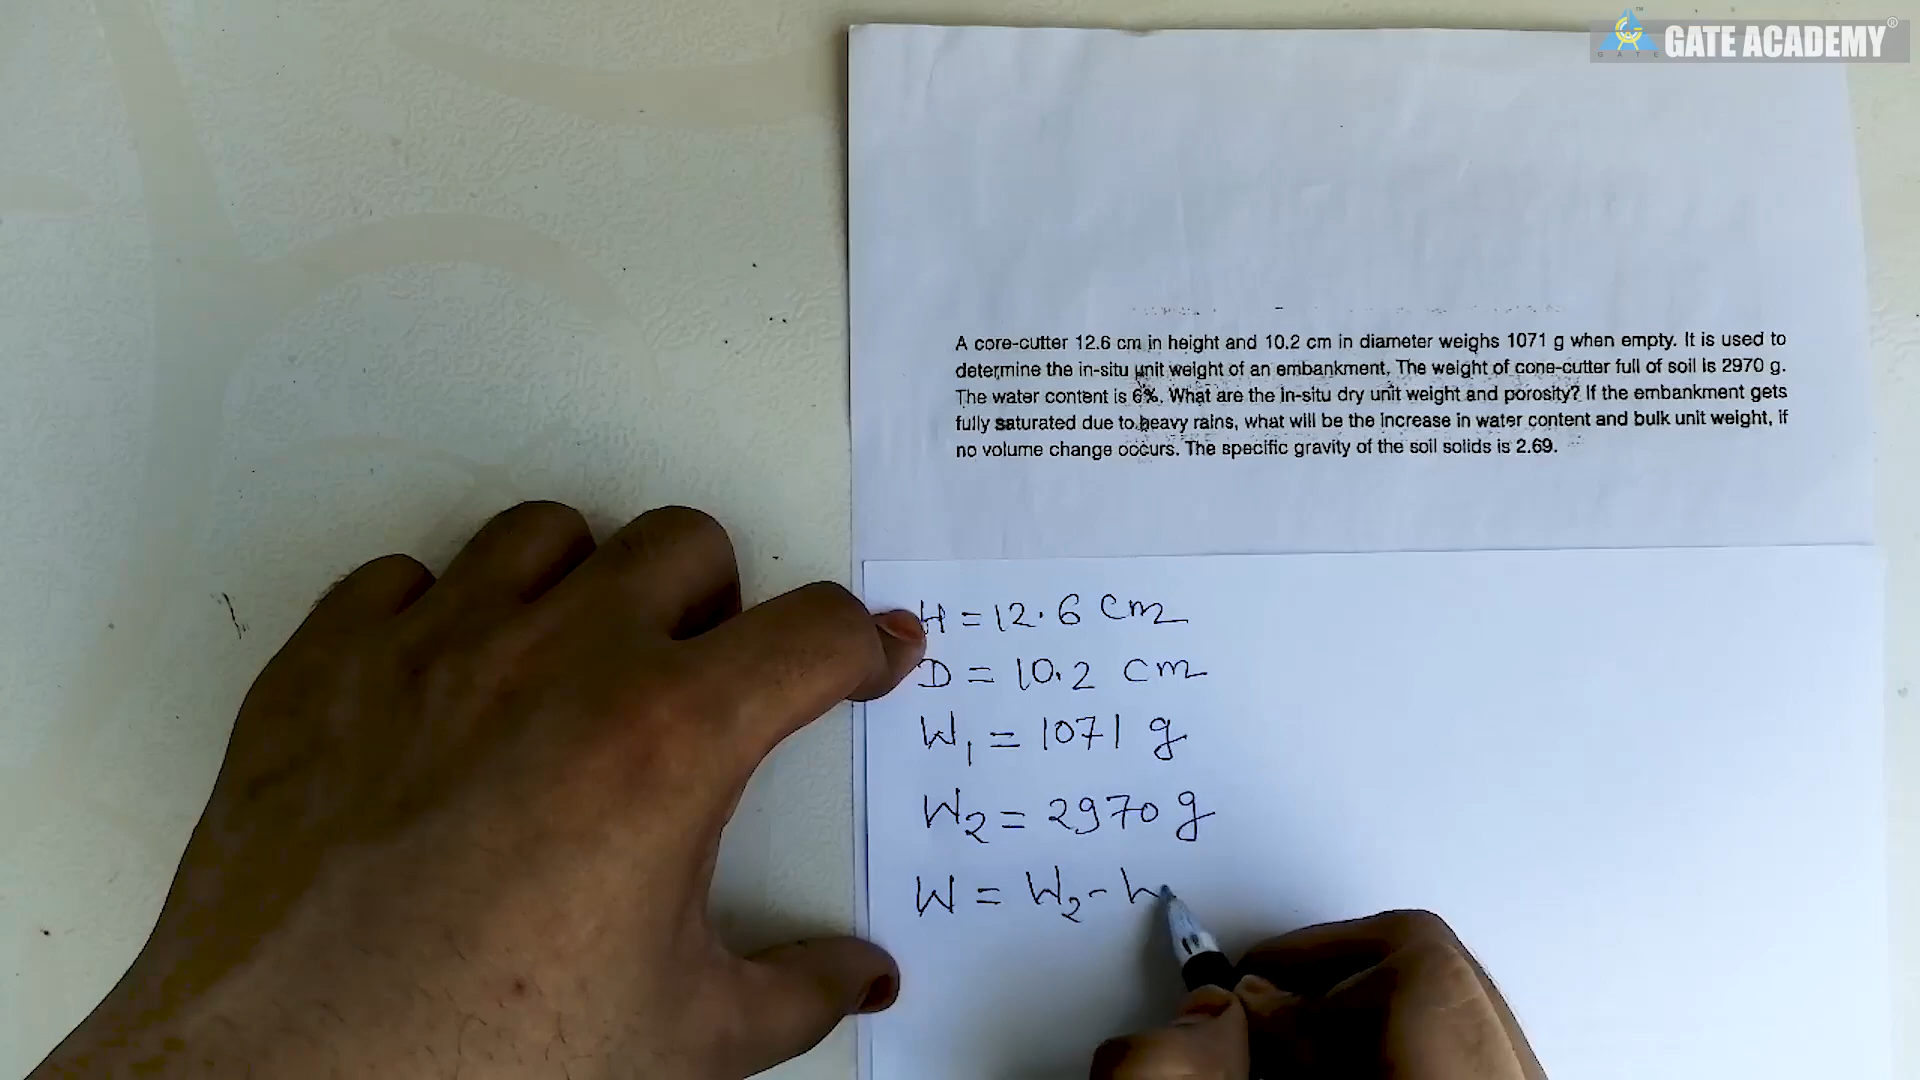 GATE ACADEMY®
A core-cutter 12.6 cm in height and 10.2 cm in diameter weighs 1071 g when empty. It is used to
determine the in-situ unit weight of an embankment. The weight of cone-cutter full of soil is 2970 g.
The water content is 6%. What are the in-situ dry unit weight and porosity? If the embankment gets
fully saturated due to heavy rains, what will be the increase in water content and bulk unit weight, if
no volume change occurs. The specific gravity of the soil solids is 2.69.
H = 12.6 cm
D = 10.2 cm
W₁ = 1071 g
W₂ = 2970 g
W = W₂ -